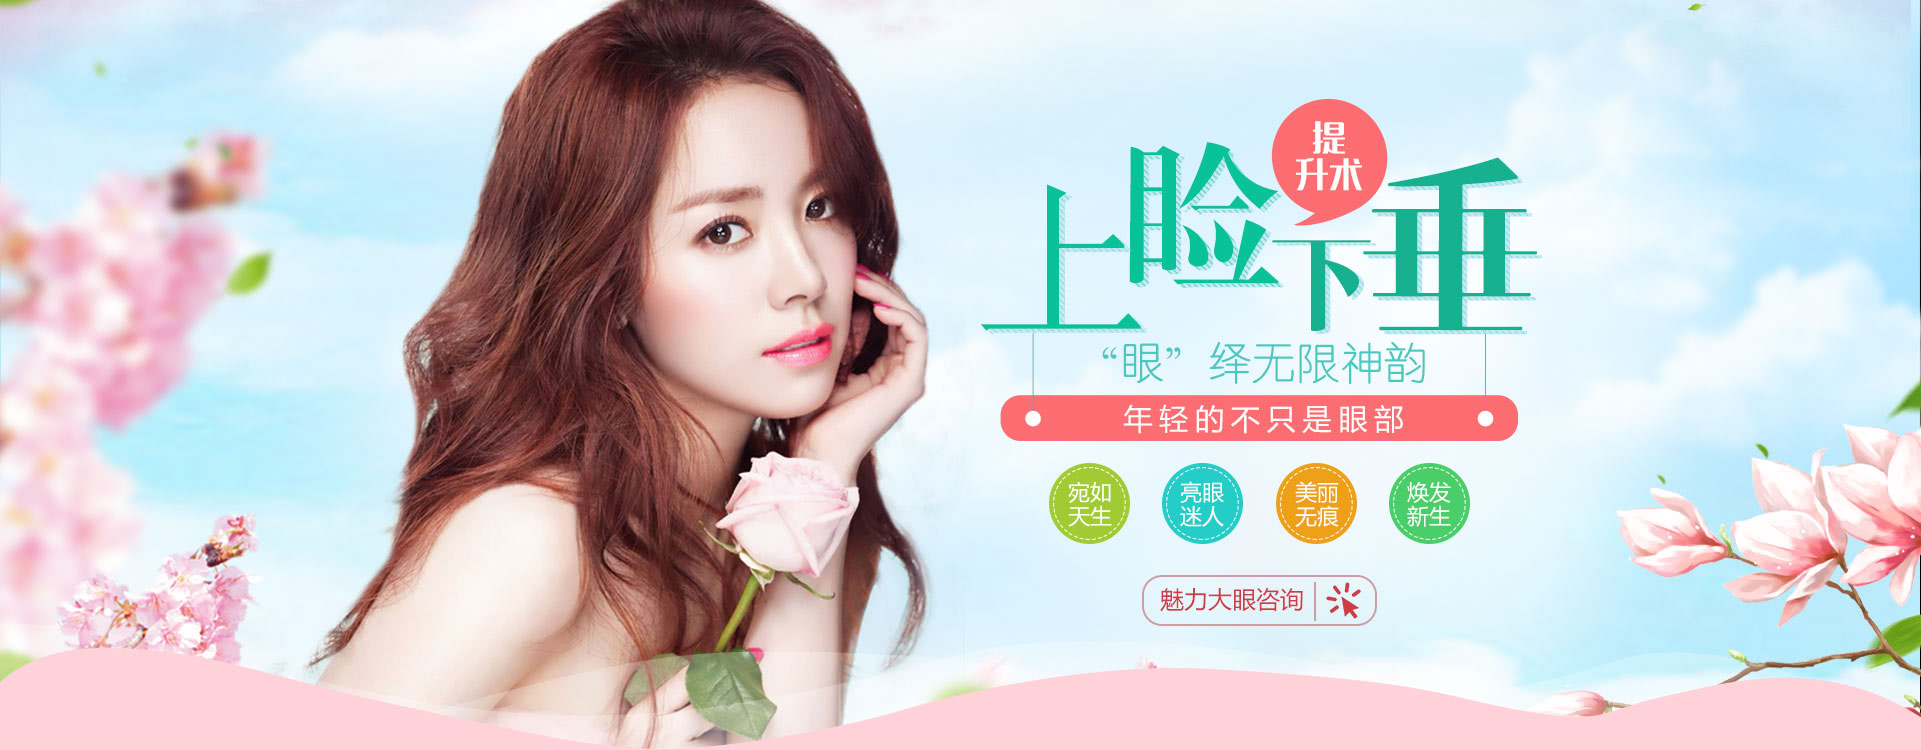 提
升术
上睑下垂
“眼”绎无限神韵
年轻的不只是眼部
宛如
天生
亮眼
迷人
美丽
无痕
焕发
新生
魅力大眼咨询